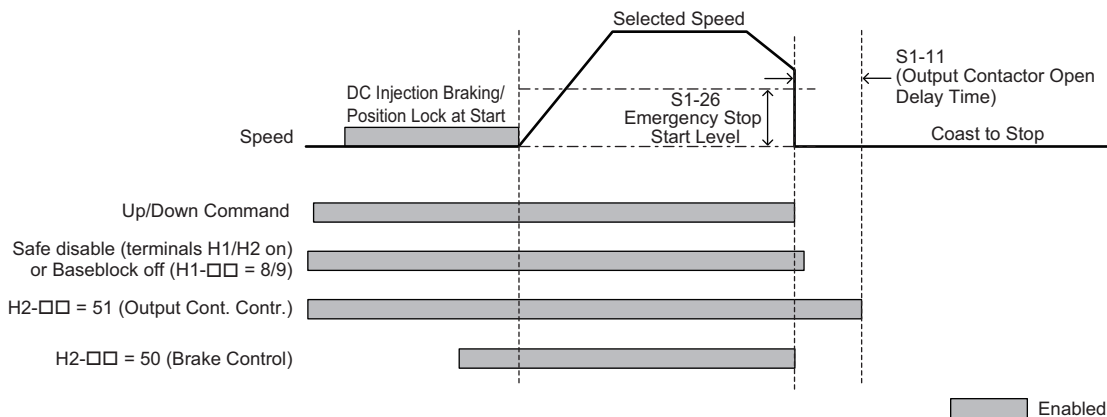 Selected Speed
S1-11
(Output Contactor Open
Delay Time)
DC Injection Braking/
Position Lock at Start
S1-26
Emergency Stop
Start Level
Speed
Coast to Stop
Up/Down Command
Safe disable (terminals H1/H2 on)
or Baseblock off (H1-□□ = 8/9)
H2-□□ = 51 (Output Cont. Contr.)
H2-□□ = 50 (Brake Control)
Enabled